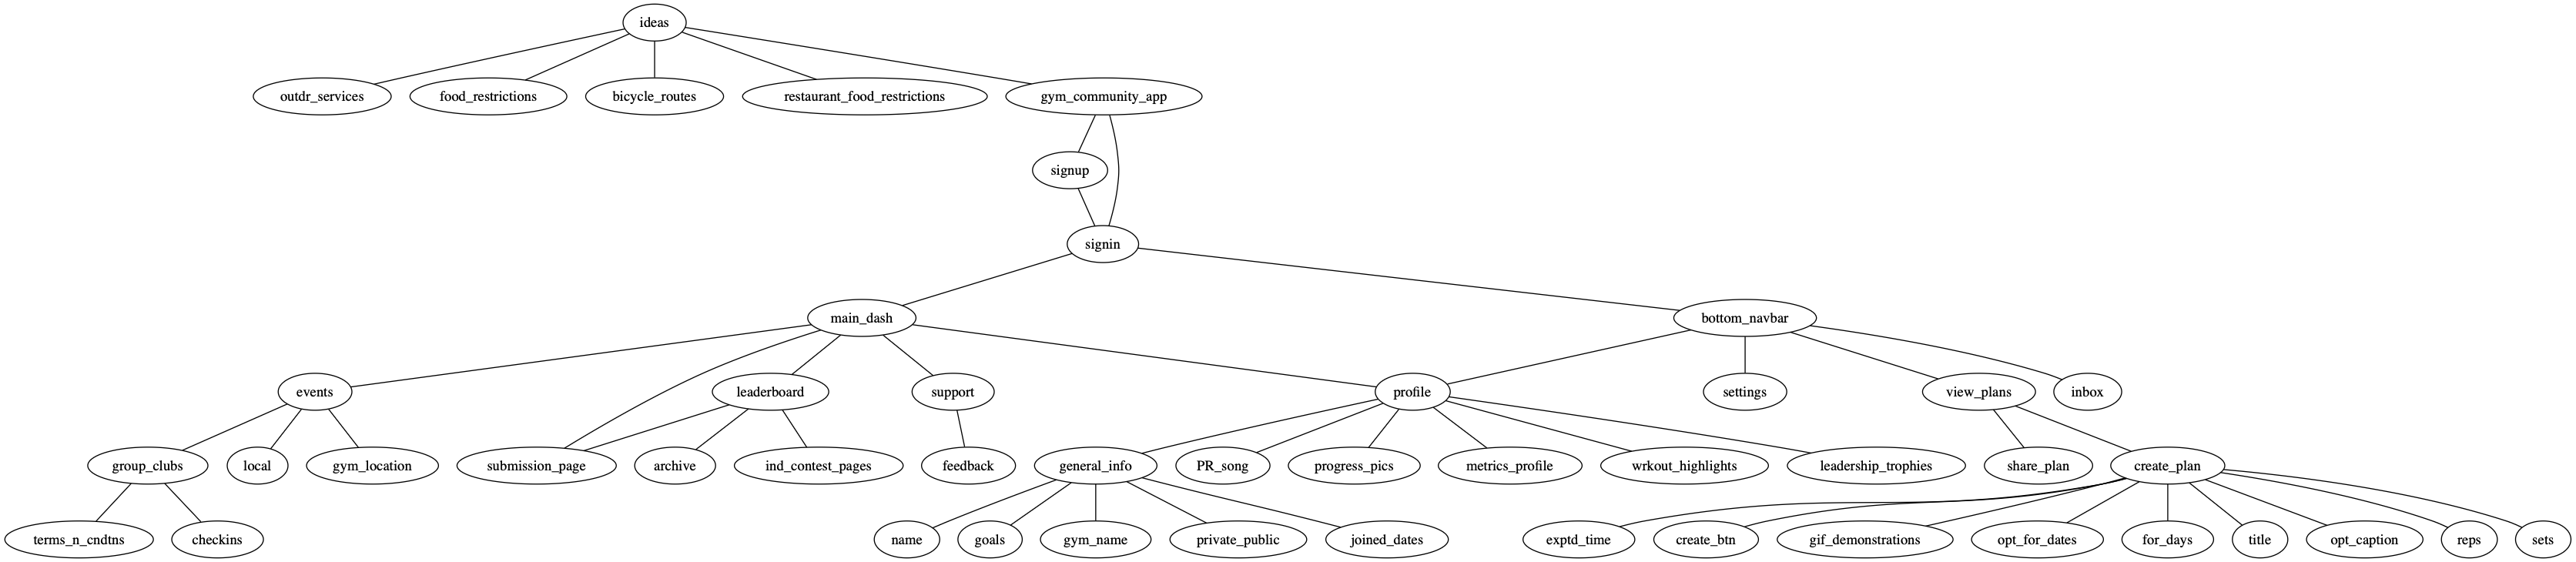 ideas
outdr_services
food_restrictions
bicycle_routes
restaurant_food_restrictions
gym_community_app
signup
signin
main_dash
bottom_navbar
events
leaderboard
support
profile
settings
view_plans
inbox
group_clubs
local
gym_location
submission_page
archive
ind_contest_pages
feedback
general_info
PR_song
progress_pics
metrics_profile
wrkout_highlights
leadership_trophies
share_plan
create_plan
terms_n_cndtns
checkins
name
goals
gym_name
private_public
joined_dates
exptd_time
create_btn
gif_demonstrations
opt_for_dates
for_days
title
opt_caption
reps
sets